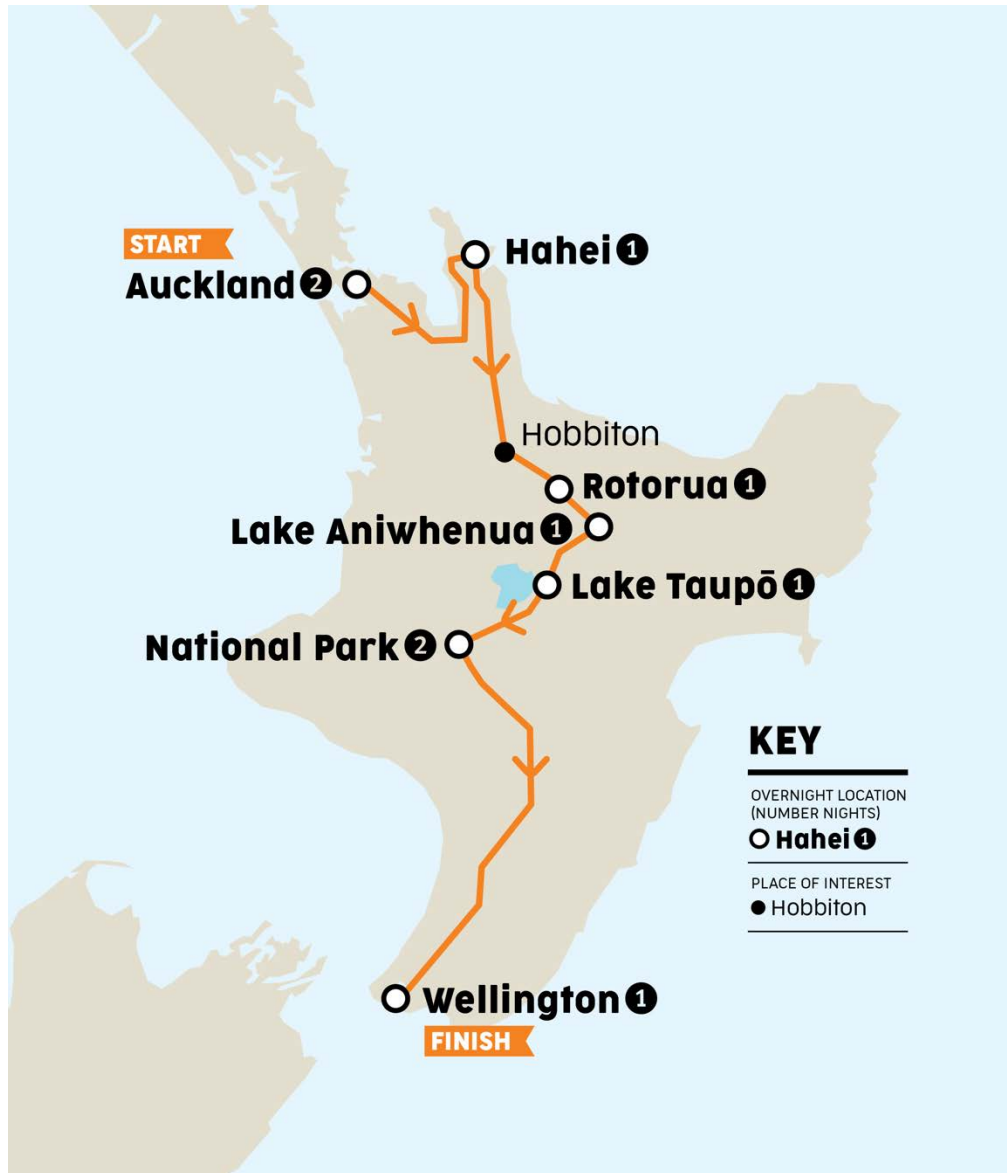 START
Auckland 2
Hahei 1
Hobbiton
Rotorua 1
Lake Aniwhenua 1
Lake Taupō 1
National Park 2
KEY
OVERNIGHT LOCATION
(NUMBER NIGHTS)
Hahei 1
PLACE OF INTEREST
Hobbiton
Wellington 1
FINISH